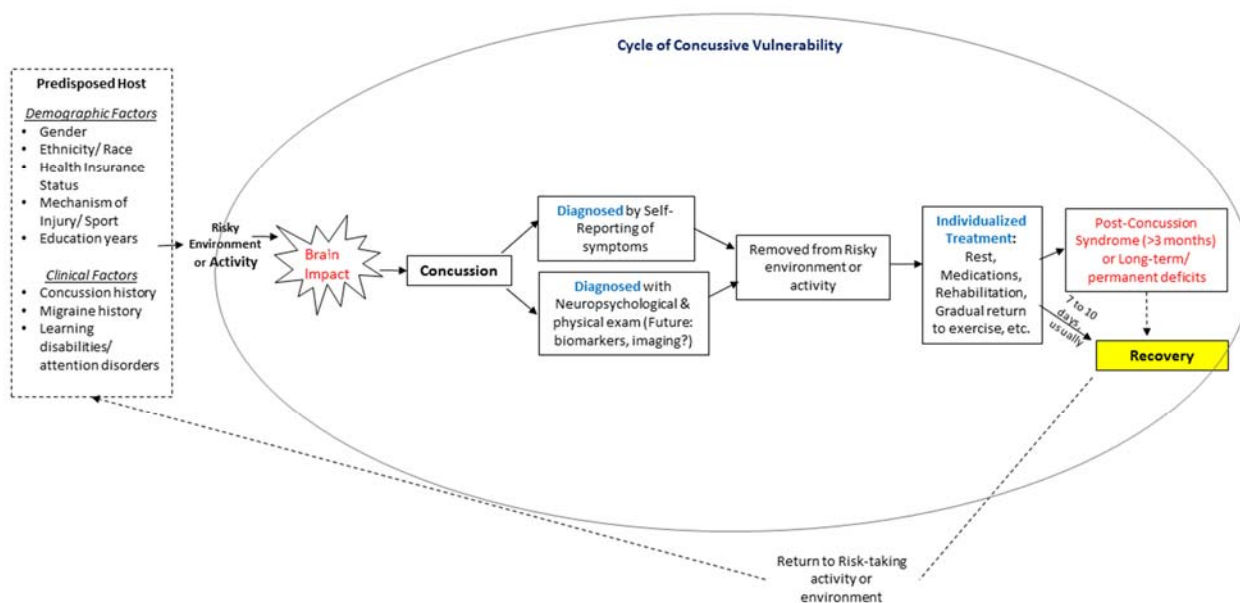 Cycle of Concussive Vulnerability
Predisposed Host
Demographic Factors
• Gender
• Ethnicity/ Race
• Health Insurance
Status
• Mechanism of
Injury/ Sport
• Education years
Clinical Factors
• Concussion history
• Migraine history
• Learning
disabilities/
attention disorders
Risky
Environment
or Activity
Brain
Impact
Concussion
Diagnosed by Self-
Reporting of
symptoms
Diagnosed with
Neuropsychological &
physical exam (Future:
biomarkers, imaging?)
Removed from Risky
environment or
activity
Individualized
Treatment:
Rest,
Medications,
Rehabilitation,
Gradual return
to exercise, etc.
Post-Concussion
Syndrome (>3 months)
or Long-term/
permanent deficits
7 to 10
days,
usually
Recovery
Return to Risk-taking
activity or
environment